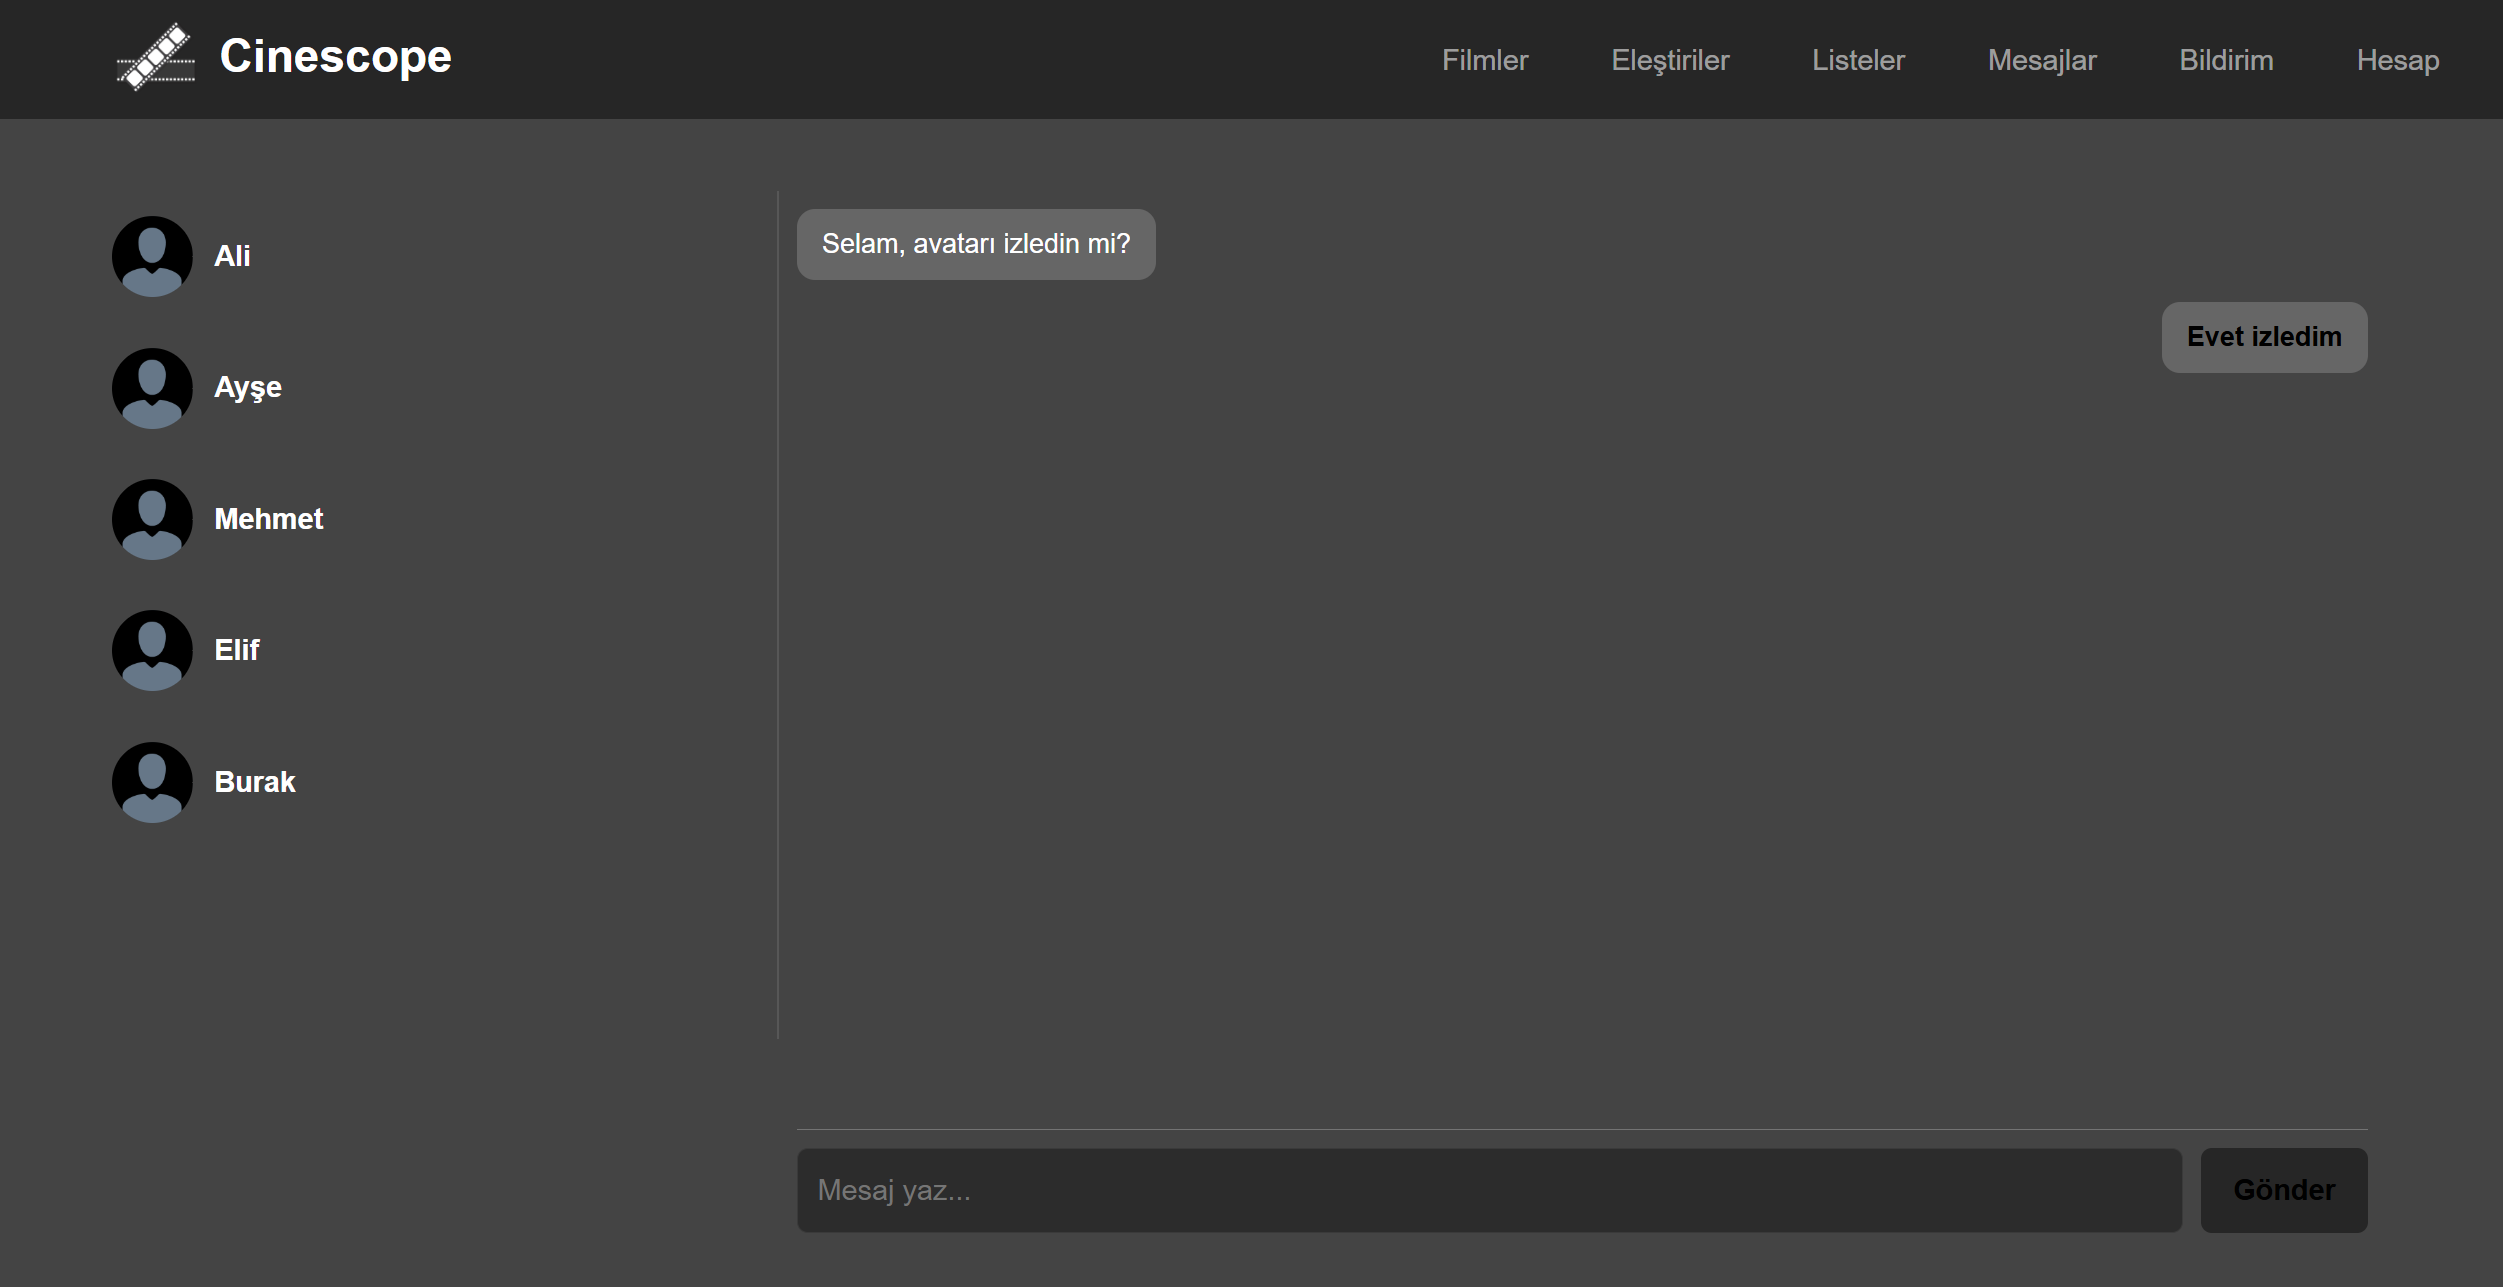 Cinescope
Filmler Eleştiriler Listeler Mesajlar Bildirim Hesap
Ali
Ayşe
Mehmet
Elif
Burak
Selam, avatarı izledin mi?
Evet izledim
Mesaj yaz...
Gönder